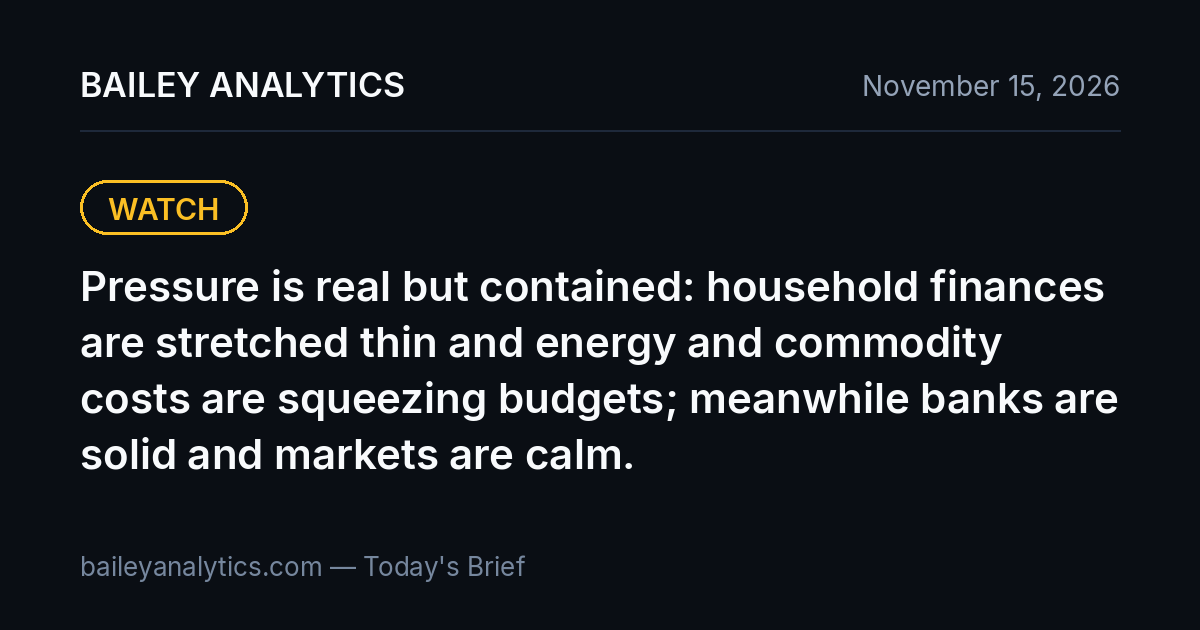 BAILEY ANALYTICS
November 15, 2026
WATCH
Pressure is real but contained: household finances
are stretched thin and energy and commodity
costs are squeezing budgets; meanwhile banks are
solid and markets are calm.
baileyanalytics.com — Today's Brief